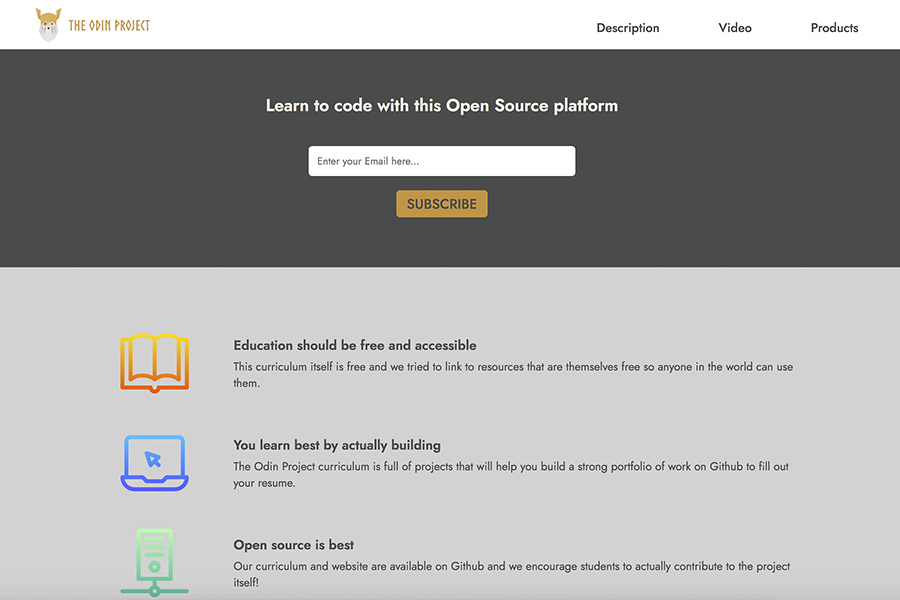 THE ODIN PROJECT
Description
Video
Products
Learn to code with this Open Source platform
Enter your Email here...
SUBSCRIBE
Education should be free and accessible
This curriculum itself is free and we tried to link to resources that are themselves free so anyone in the world can use
them.
You learn best by actually building
The Odin Project curriculum is full of projects that will help you build a strong portfolio of work on Github to fill out
your resume.
Open source is best
Our curriculum and website are available on Github and we encourage students to actually contribute to the project
itself!